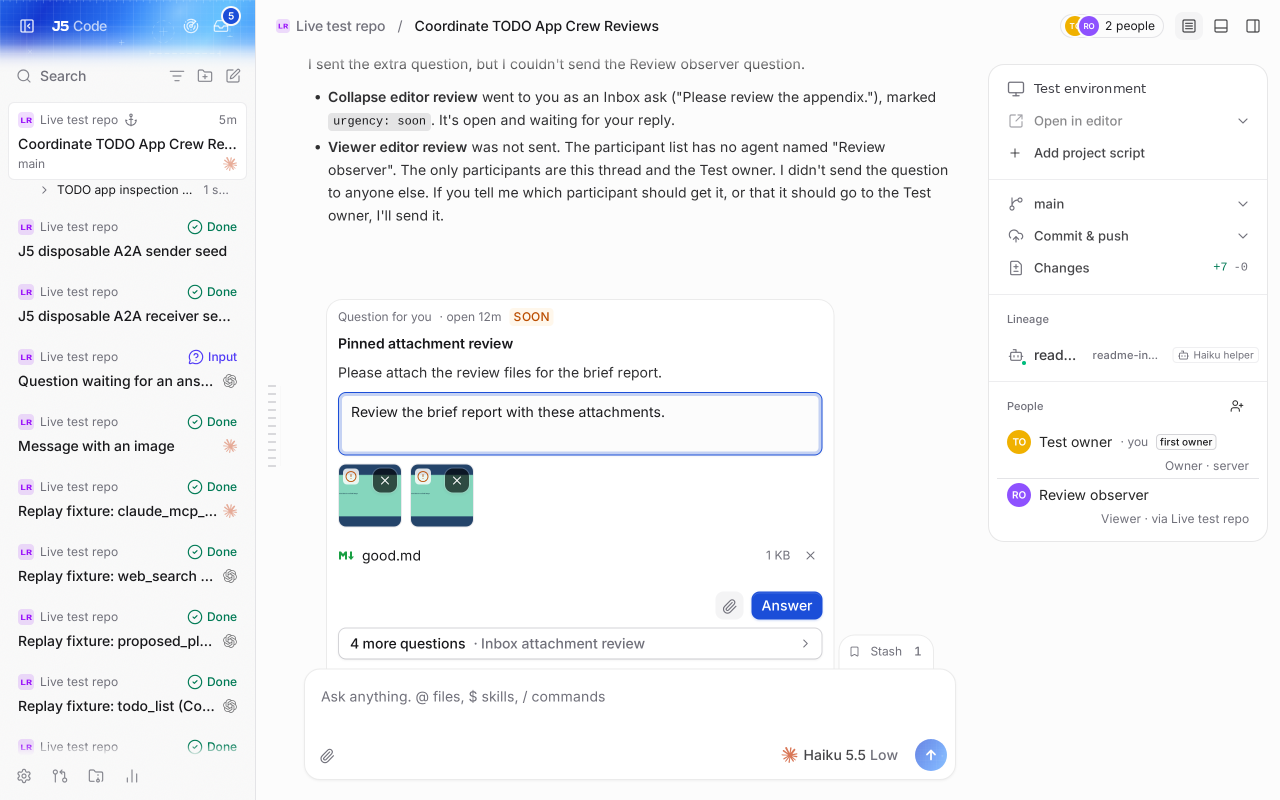 J5 Code
5
Search
LR Live test repo 5m
Coordinate TODO App Crew Re...
main
TODO app inspection ... 1 s...
LR Live test repo Done
J5 disposable A2A sender seed
LR Live test repo Done
J5 disposable A2A receiver se...
LR Live test repo Input
Question waiting for an ans...
LR Live test repo Done
Message with an image
LR Live test repo Done
Replay fixture: claude_mcp_...
LR Live test repo Done
Replay fixture: web_search ...
LR Live test repo Done
Replay fixture: proposed_pl...
LR Live test repo Done
Replay fixture: todo_list (Co...
LR Live test repo Done
LR Live test repo / Coordinate TODO App Crew Reviews
RO 2 people
I sent the extra question, but I couldn't send the Review observer question.
• Collapse editor review went to you as an Inbox ask ("Please review the appendix."), marked
urgency: soon. It's open and waiting for your reply.
• Viewer editor review was not sent. The participant list has no agent named "Review
observer". The only participants are this thread and the Test owner. I didn't send the question
to anyone else. If you tell me which participant should get it, or that it should go to the Test
owner, I'll send it.
Question for you · open 12m SOON
Pinned attachment review
Please attach the review files for the brief report.
Review the brief report with these attachments.
good.md 1 KB
Answer
4 more questions · Inbox attachment review
Stash 1
Ask anything. @ files, $ skills, / commands
Haiku 5.5 Low
Test environment
Open in editor
Add project script
main
Commit & push
Changes +7 -0
Lineage
read... readme-in... Haiku helper
People
TO Test owner · you first owner
Owner · server
RO Review observer
Viewer · via Live test repo